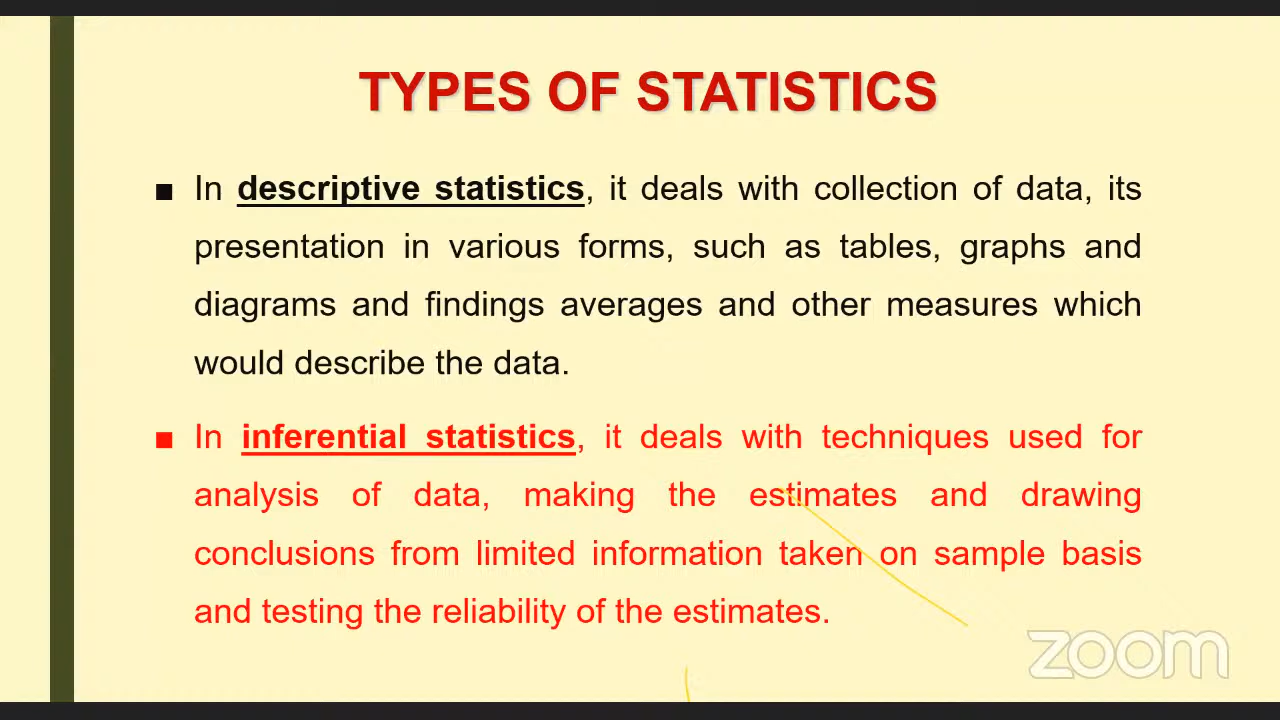 TYPES OF STATISTICS
▪ In descriptive statistics, it deals with collection of data, its
presentation in various forms, such as tables, graphs and
diagrams and findings averages and other measures which
would describe the data.
▪ In inferential statistics, it deals with techniques used for
analysis of data, making the estimates and drawing
conclusions from limited information taken on sample basis
and testing the reliability of the estimates.
zoom